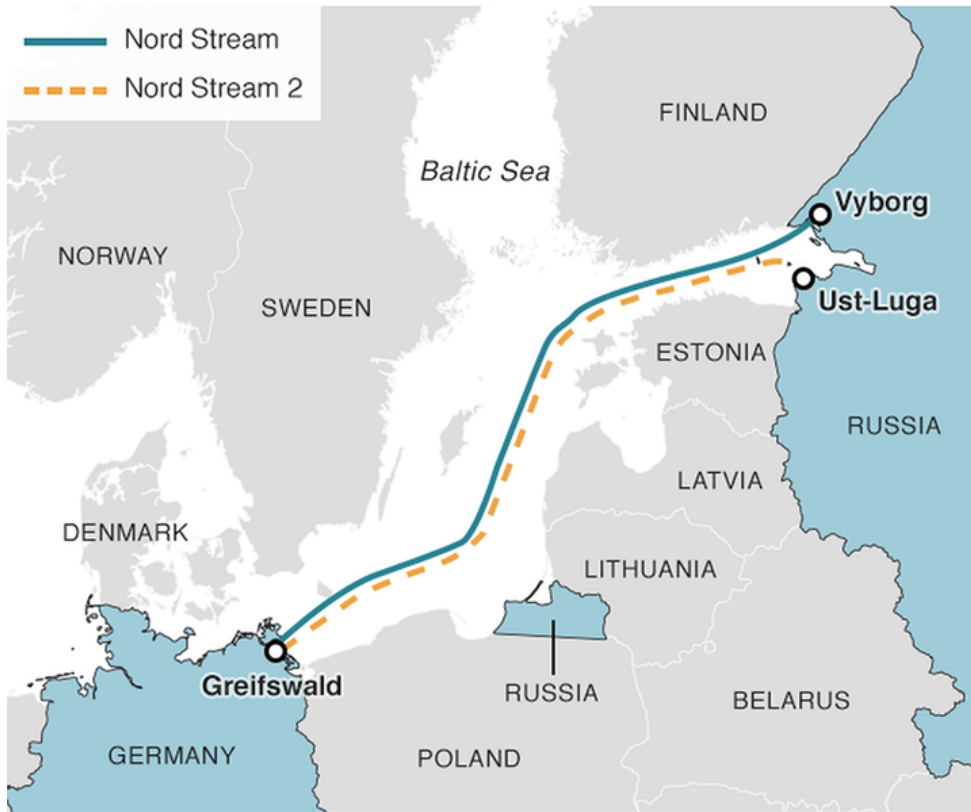 Nord Stream
Nord Stream 2
FINLAND
Baltic Sea
Vyborg
NORWAY
SWEDEN
Ust-Luga
ESTONIA
RUSSIA
LATVIA
DENMARK
LITHUANIA
Greifswald
RUSSIA
BELARUS
GERMANY
POLAND